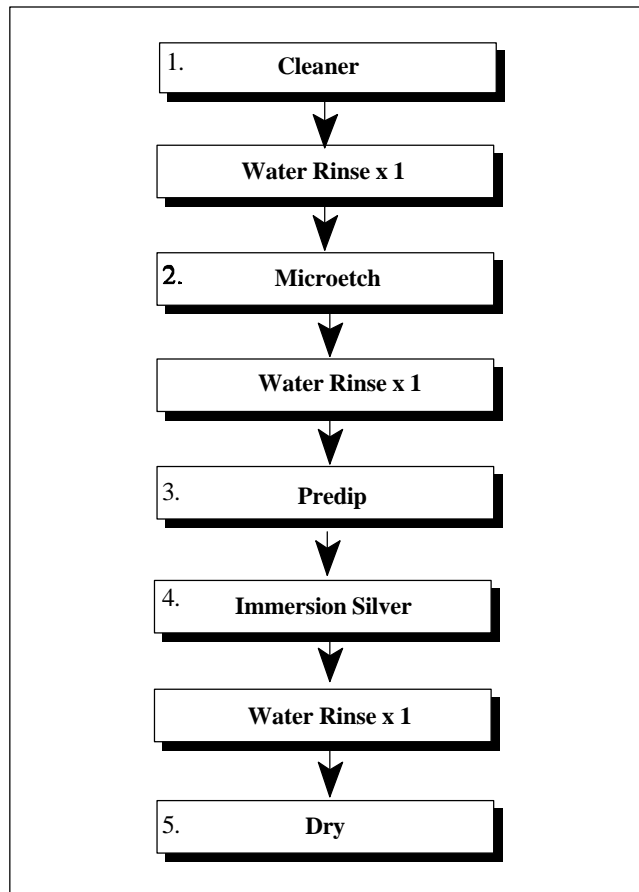 1. Cleaner
Water Rinse x 1
2. Microetch
Water Rinse x 1
3. Predip
4. Immersion Silver
Water Rinse x 1
5. Dry